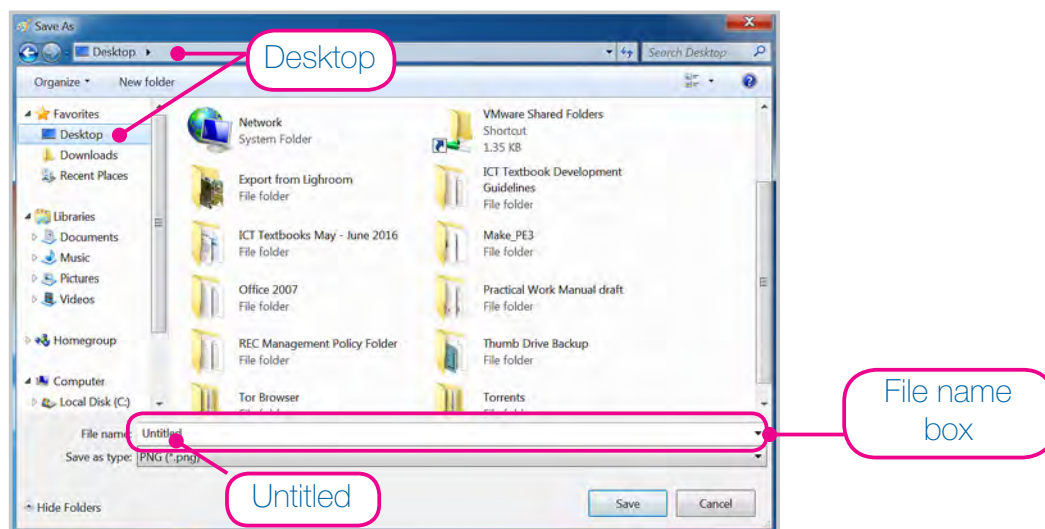 Save As
Desktop
Search Desktop
Desktop
Organize
New folder
Favorites
Desktop
Downloads
Recent Places
Libraries
Documents
Music
Pictures
Videos
Homegroup
Computer
Local Disk (C:)
Network
System Folder
VMware Shared Folders
Shortcut
1.35 KB
Export from Lighroom
File folder
ICT Textbook Development
Guidelines
File folder
ICT Textbooks May - June 2016
File folder
Make_PE3
File folder
Office 2007
File folder
Practical Work Manual draft
File folder
REC Management Policy Folder
File folder
Thumb Drive Backup
File folder
Tor Browser
Torrents
File name: Untitled
File name
box
Save as type: PNG (*.png)
Untitled
Hide Folders
Save
Cancel